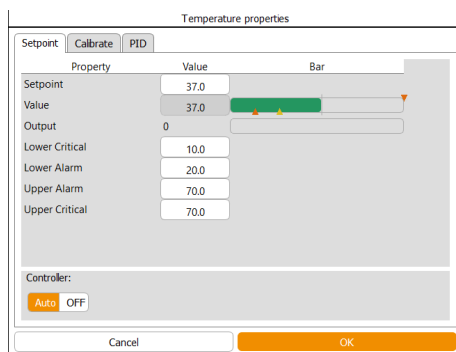 Temperature properties
Setpoint Calibrate PID
Property Value Bar
Setpoint 37.0
Value 37.0
Output 0
Lower Critical 10.0
Lower Alarm 20.0
Upper Alarm 70.0
Upper Critical 70.0
Controller:
Auto OFF
Cancel OK